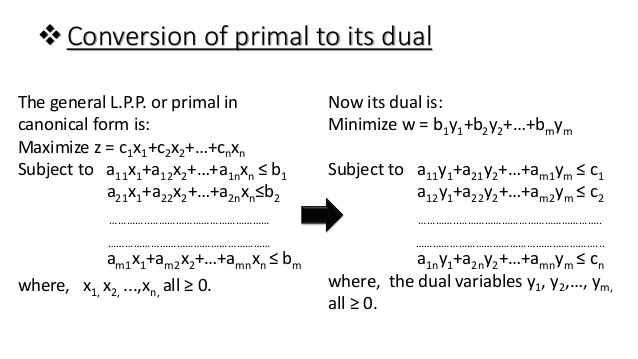 ❖ Conversion of primal to its dual
The general L.P.P. or primal in
canonical form is:
Maximize z = c₁x₁+c₂x₂+...+cₙxₙ
Subject to a₁₁x₁+a₁₂x₂+...+a₁ₙxₙ ≤ b₁
a₂₁x₁+a₂₂x₂+...+a₂ₙxₙ≤b₂
......................................................
......................................................
aₘ₁x₁+aₘ₂x₂+...+aₘₙxₙ ≤ bₘ
where, x₁, x₂, ...,xₙ, all ≥ 0.
Now its dual is:
Minimize w = b₁y₁+b₂y₂+...+bₘyₘ
Subject to a₁₁y₁+a₂₁y₂+...+aₘ₁yₘ ≤ c₁
a₁₂y₁+a₂₂y₂+...+aₘ₂yₘ ≤ c₂
..............................................................
..............................................................
a₁ₙy₁+a₂ₙy₂+...+aₘₙyₘ ≤ cₙ
where, the dual variables y₁, y₂,..., yₘ,
all ≥ 0.